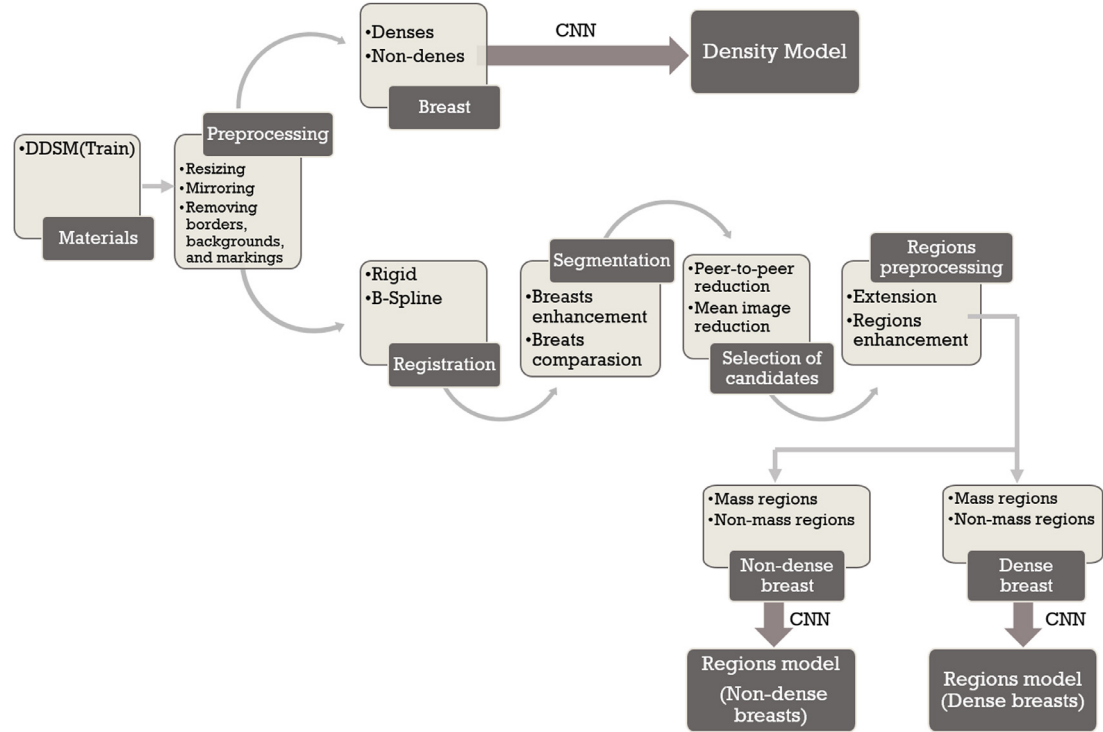 •DDSM(Train)
Materials
Preprocessing
•Resizing
•Mirroring
•Removing
borders,
backgrounds,
and markings
•Denses
•Non-denes
Breast
CNN
Density Model
•Rigid
•B-Spline
Registration
Segmentation
•Breasts
enhancement
•Breats
comparasion
•Peer-to-peer
reduction
•Mean image
reduction
Selection of
candidates
Regions
preprocessing
•Extension
•Regions
enhancement
•Mass regions
•Non-mass regions
Non-dense
breast
CNN
Regions model
(Non-dense
breasts)
•Mass regions
•Non-mass regions
Dense
breast
CNN
Regions model
(Dense breasts)